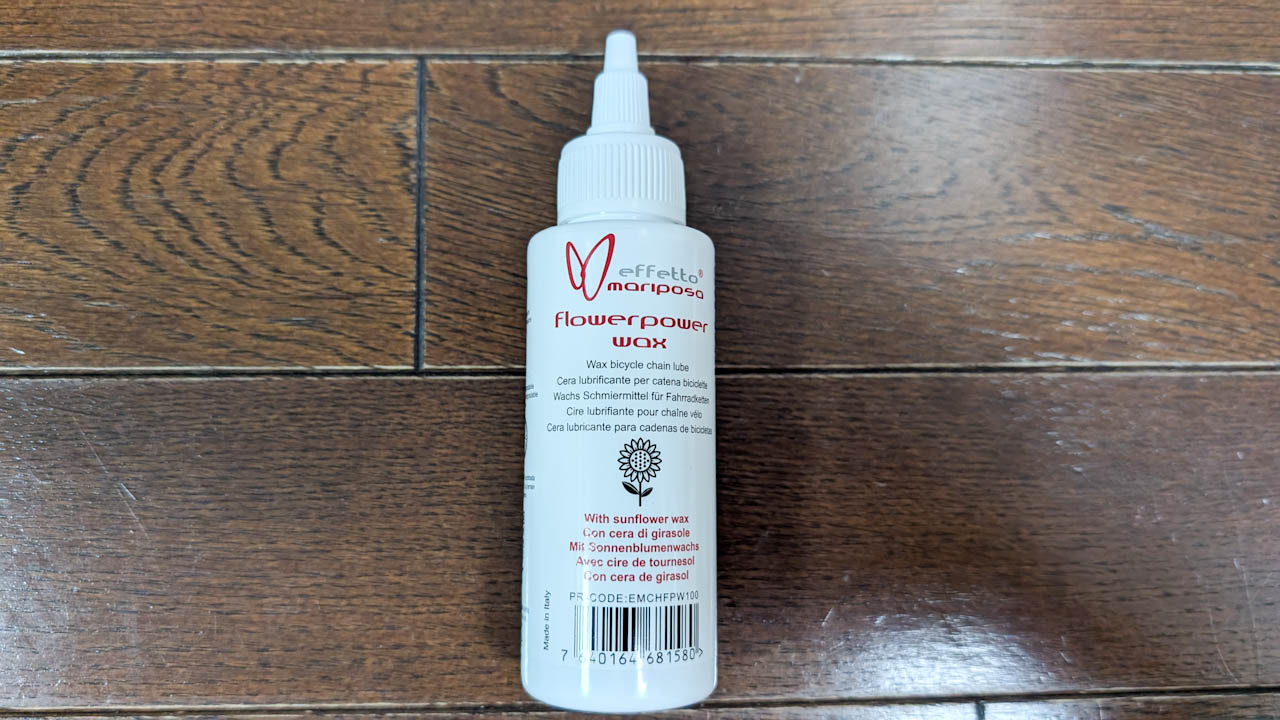 effetto®
mariposa
flowerpower
wax
Wax bicycle chain lube
Cera lubrificante per catena biciclette
Wachs Schmiermittel für Fahrradketten
Cire lubrifiante pour chaîne vélo
Cera lubricante para cadenas de bicicletas
With sunflower wax
Con cera di girasole
Mit Sonnenblumenwachs
Avec cire de tournesol
Con cera de girasol
PR.CODE:EMCHFPW100
Made in Italy
7 640164 681580 >